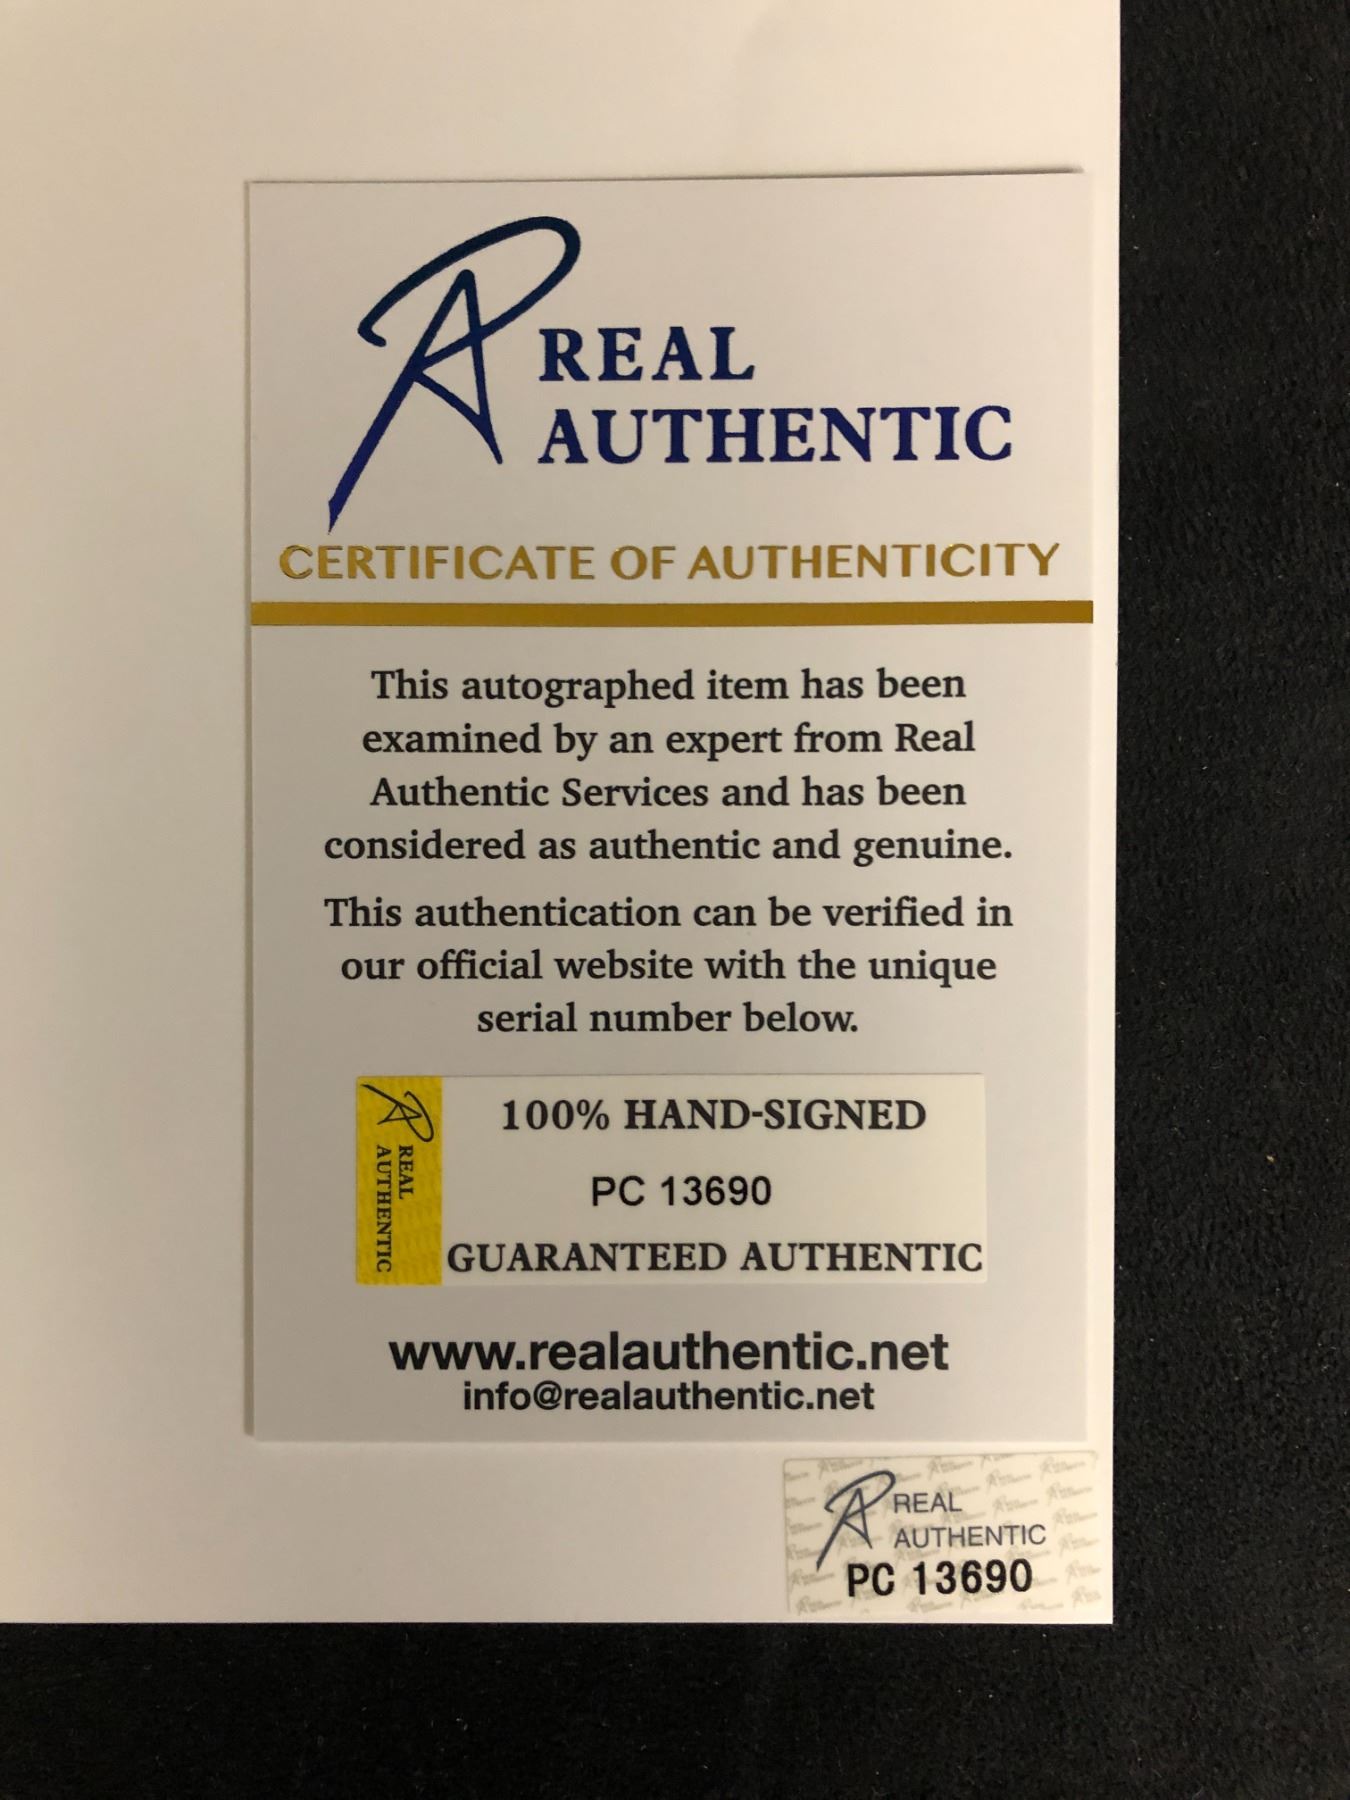 REAL
AUTHENTIC
CERTIFICATE OF AUTHENTICITY
This autographed item has been
examined by an expert from Real
Authentic Services and has been
considered as authentic and genuine.
This authentication can be verified in
our official website with the unique
serial number below.
REAL
AUTHENTIC
100% HAND-SIGNED
PC 13690
GUARANTEED AUTHENTIC
www.realauthentic.net
info@realauthentic.net
REAL
AUTHENTIC
PC 13690